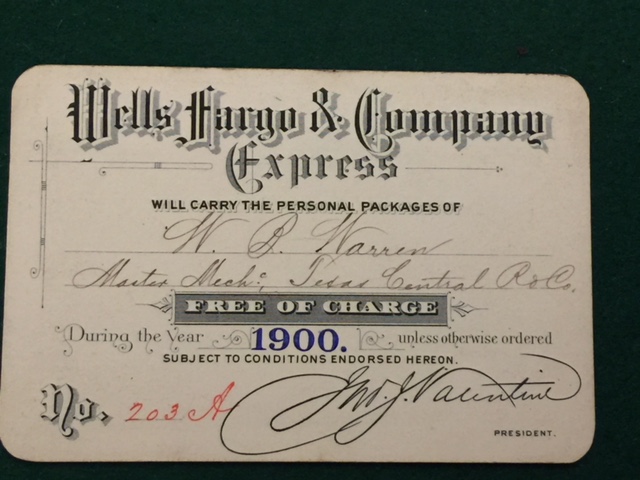 Wells Fargo & Company
Express
WILL CARRY THE PERSONAL PACKAGES OF
W. B. Warren
Master Mech; Texas Central R R Co.
FREE OF CHARGE
During the Year 1900. unless otherwise ordered
SUBJECT TO CONDITIONS ENDORSED HEREON.
No. 203 A Jno. J. Valentine
PRESIDENT.